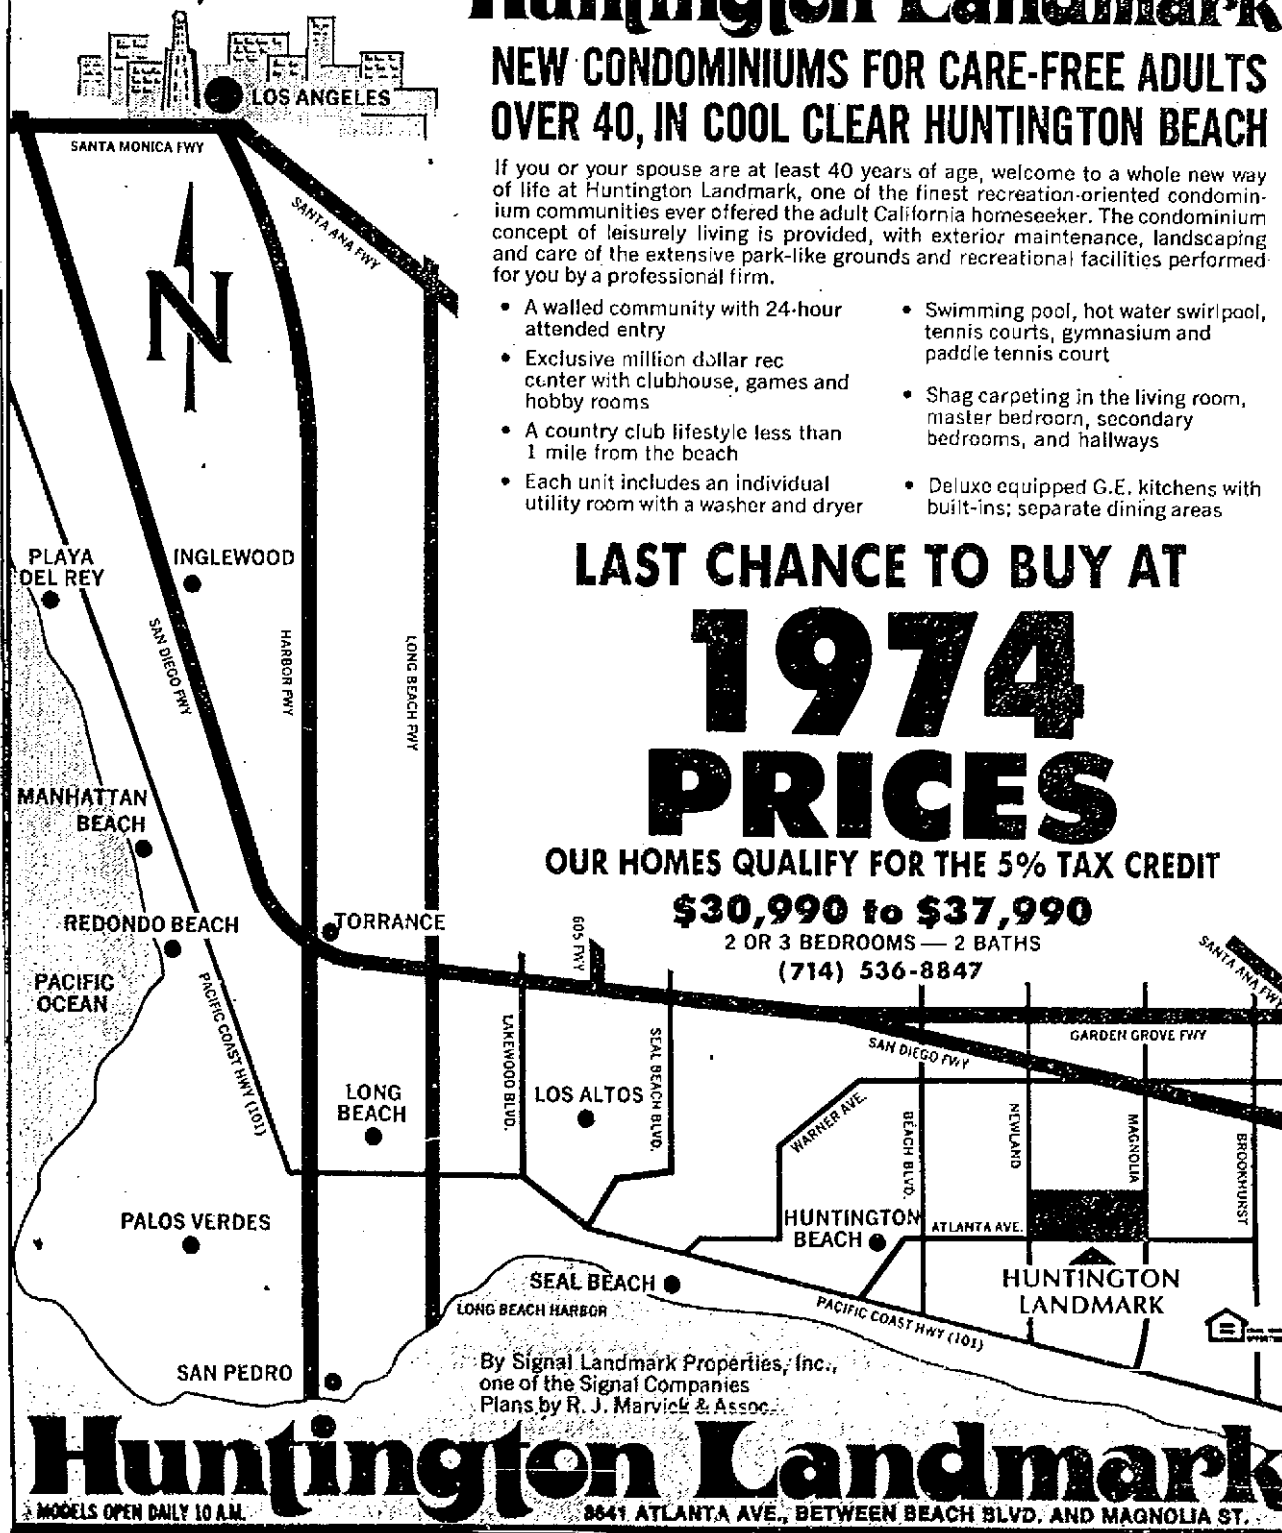 Huntington Landmark
NEW CONDOMINIUMS FOR CARE-FREE ADULTS
OVER 40, IN COOL CLEAR HUNTINGTON BEACH
If you or your spouse are at least 40 years of age, welcome to a whole new way
of life at Huntington Landmark, one of the finest recreation-oriented condomin-
ium communities ever offered the adult California homeseeker. The condominium
concept of leisurely living is provided, with exterior maintenance, landscaping
and care of the extensive park-like grounds and recreational facilities performed
for you by a professional firm.
• A walled community with 24-hour
attended entry
• Exclusive million dollar rec
center with clubhouse, games and
hobby rooms
• A country club lifestyle less than
1 mile from the beach
• Each unit includes an individual
utility room with a washer and dryer
• Swimming pool, hot water swirlpool,
tennis courts, gymnasium and
paddle tennis court
• Shag carpeting in the living room,
master bedroom, secondary
bedrooms, and hallways
• Deluxe equipped G.E. kitchens with
built-ins; separate dining areas
LAST CHANCE TO BUY AT
1974
PRICES
OUR HOMES QUALIFY FOR THE 5% TAX CREDIT
$30,990 to $37,990
2 OR 3 BEDROOMS — 2 BATHS
(714) 536-8847
LOS ANGELES
SANTA MONICA FWY
SANTA ANA FWY
N
PLAYA
DEL REY
INGLEWOOD
SAN DIEGO FWY
HARBOR FWY
LONG BEACH FWY
MANHATTAN
BEACH
REDONDO BEACH
TORRANCE
PACIFIC
OCEAN
PACIFIC COAST HWY (101)
605 FWY
SANTA ANA FWY
LAKEWOOD BLVD.
SEAL BEACH BLVD.
GARDEN GROVE FWY
SAN DIEGO FWY
LONG
BEACH
LOS ALTOS
WARNER AVE.
BEACH BLVD.
NEWLAND
MAGNOLIA
BROOKHURST
PALOS VERDES
HUNTINGTON
BEACH
ATLANTA AVE.
SEAL BEACH
LONG BEACH HARBOR
HUNTINGTON
LANDMARK
PACIFIC COAST HWY (101)
SAN PEDRO
By Signal Landmark Properties, Inc.,
one of the Signal Companies
Plans by R. J. Marvick & Assoc.
Huntington Landmark
MODELS OPEN DAILY 10 A.M.
8641 ATLANTA AVE., BETWEEN BEACH BLVD. AND MAGNOLIA ST.